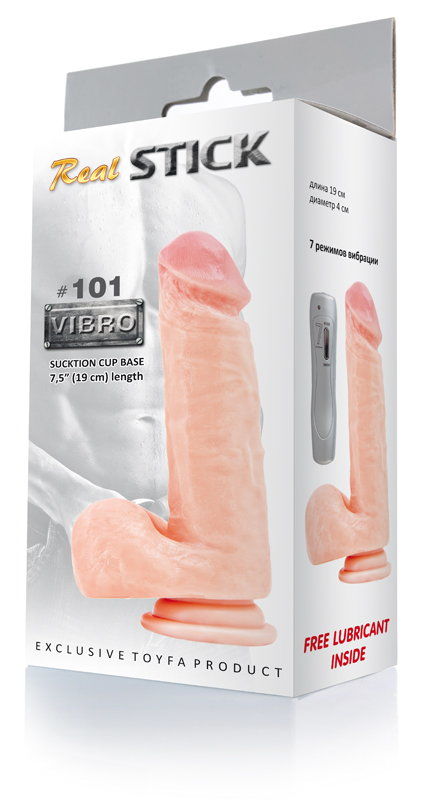 Real STICK
# 101
VIBRO
SUCKTION CUP BASE
7,5" (19 cm) length
EXCLUSIVE TOYFA PRODUCT
длина 19 см
диаметр 4 см
7 режимов вибрации
FREE LUBRICANT
INSIDE